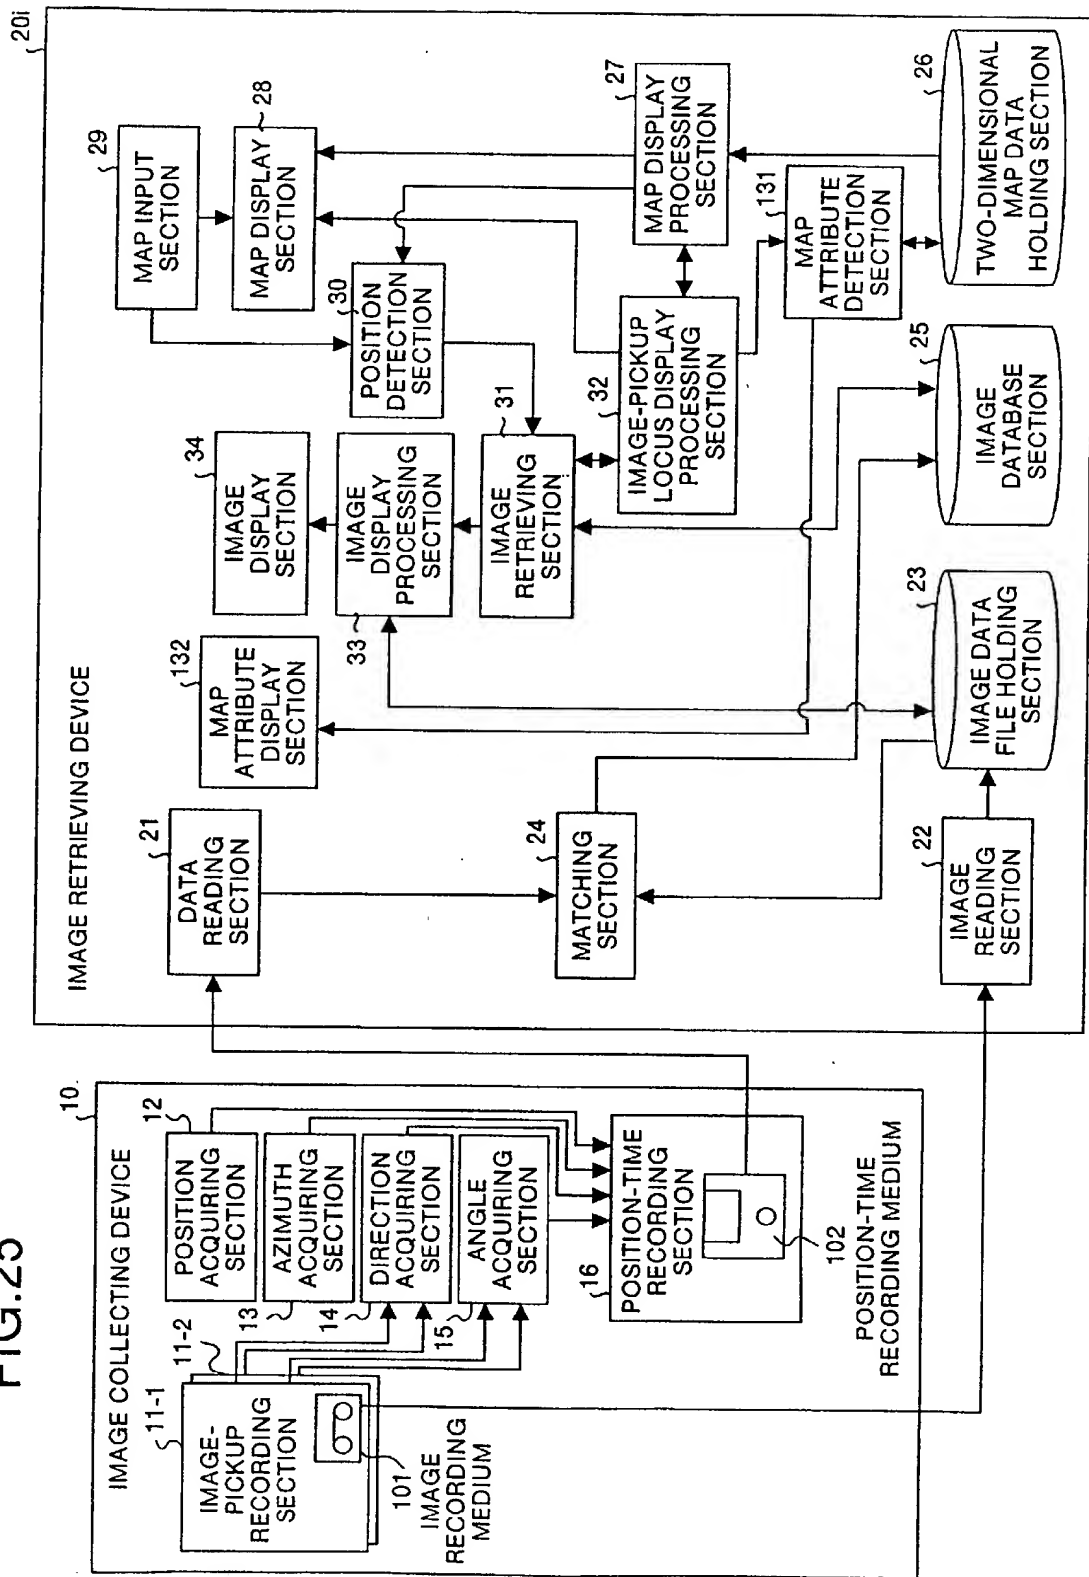 FIG.25
IMAGE COLLECTING DEVICE
10
11-1
11-2
IMAGE-
PICKUP
RECORDING
SECTION
101
IMAGE
RECORDING
MEDIUM
12
POSITION
ACQUIRING
SECTION
13
AZIMUTH
ACQUIRING
SECTION
14
DIRECTION
ACQUIRING
SECTION
15
ANGLE
ACQUIRING
SECTION
16
POSITION-TIME
RECORDING
SECTION
102
POSITION-TIME
RECORDING MEDIUM
IMAGE RETRIEVING DEVICE
20i
21
DATA
READING
SECTION
132
MAP
ATTRIBUTE
DISPLAY
SECTION
34
IMAGE
DISPLAY
SECTION
29
MAP INPUT
SECTION
28
MAP DISPLAY
SECTION
30
POSITION
DETECTION
SECTION
33
IMAGE
DISPLAY
PROCESSING
SECTION
31
IMAGE
RETRIEVING
SECTION
24
MATCHING
SECTION
32
IMAGE-PICKUP
LOCUS DISPLAY
PROCESSING
SECTION
27
MAP DISPLAY
PROCESSING
SECTION
131
MAP
ATTRIBUTE
DETECTION
SECTION
22
IMAGE
READING
SECTION
23
IMAGE DATA
FILE HOLDING
SECTION
25
IMAGE
DATABASE
SECTION
26
TWO-DIMENSIONAL
MAP DATA
HOLDING SECTION